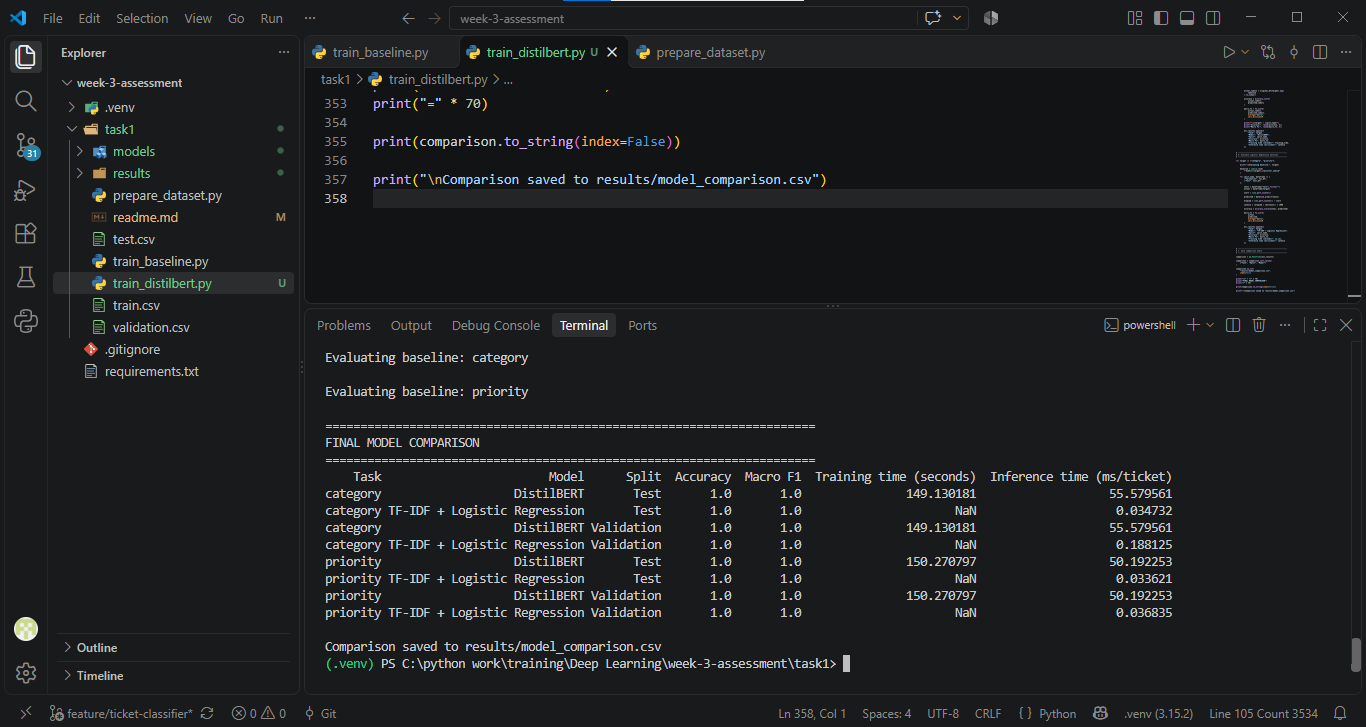 File Edit Selection View Go Run ··· week-3-assessment
Explorer ···
week-3-assessment
.venv
task1
models
results
prepare_dataset.py
readme.md M
test.csv
train_baseline.py
train_distilbert.py U
train.csv
validation.csv
.gitignore
requirements.txt
Outline
Timeline
31
train_baseline.py train_distilbert.py U prepare_dataset.py
task1 > train_distilbert.py > ...
353 print("=" * 70)
354
355 print(comparison.to_string(index=False))
356
357 print("\nComparison saved to results/model_comparison.csv")
358
Problems Output Debug Console Terminal Ports powershell
Evaluating baseline: category
Evaluating baseline: priority
======================================================================
FINAL MODEL COMPARISON
======================================================================
Task Model Split Accuracy Macro F1 Training time (seconds) Inference time (ms/ticket)
category DistilBERT Test 1.0 1.0 149.130181 55.579561
category TF-IDF + Logistic Regression Test 1.0 1.0 NaN 0.034732
category DistilBERT Validation 1.0 1.0 149.130181 55.579561
category TF-IDF + Logistic Regression Validation 1.0 1.0 NaN 0.188125
priority DistilBERT Test 1.0 1.0 150.270797 50.192253
priority TF-IDF + Logistic Regression Test 1.0 1.0 NaN 0.033621
priority DistilBERT Validation 1.0 1.0 150.270797 50.192253
priority TF-IDF + Logistic Regression Validation 1.0 1.0 NaN 0.036835
Comparison saved to results/model_comparison.csv
(.venv) PS C:\python work\training\Deep Learning\week-3-assessment\task1>
feature/ticket-classifier* 0 0 Git Ln 358, Col 1 Spaces: 4 UTF-8 CRLF { } Python .venv (3.15.2) Line 105 Count 3534